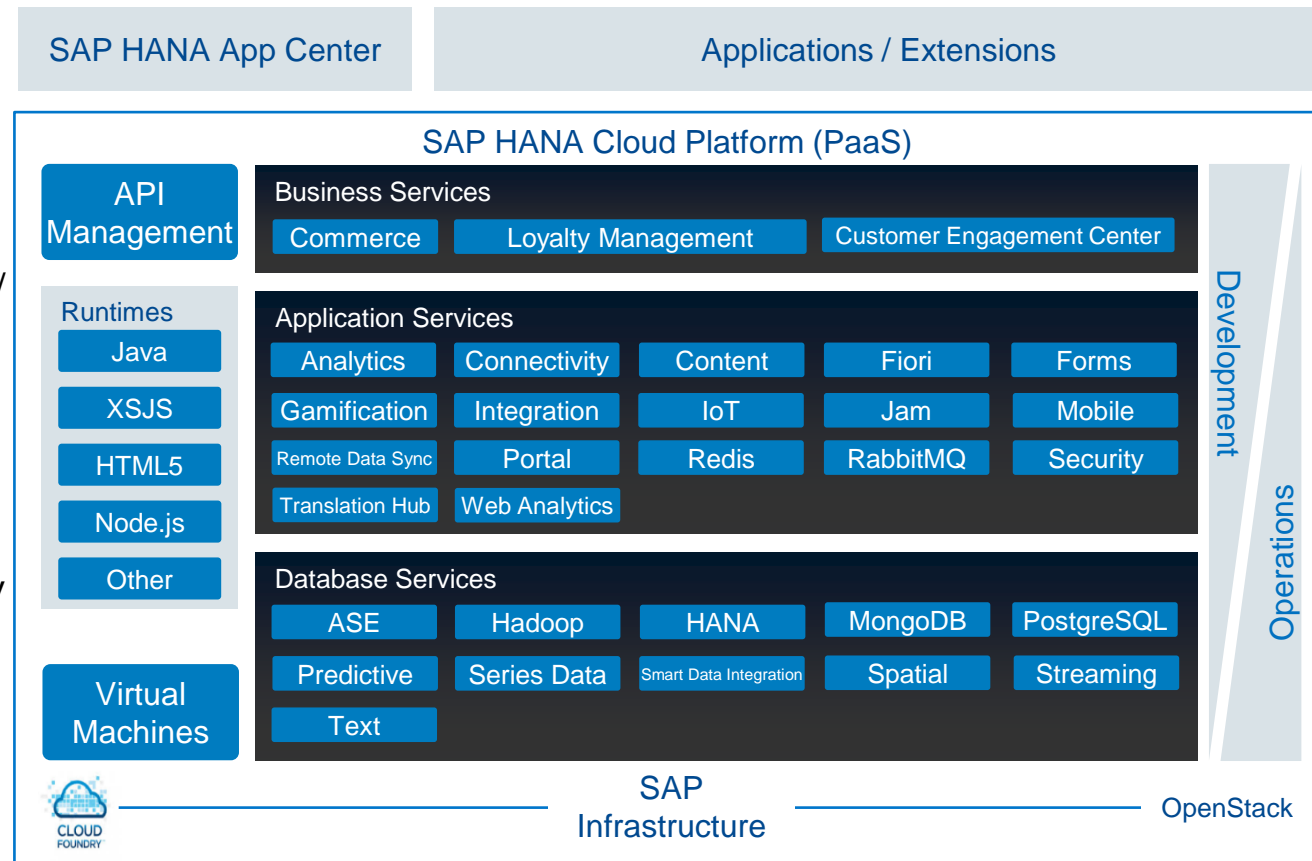 SAP HANA App Center
Applications / Extensions
SAP HANA Cloud Platform (PaaS)
API
Management
Business Services
Commerce
Loyalty Management
Customer Engagement Center
/
Runtimes
Java
XSJS
HTML5
Node.js
Other
Application Services
Analytics
Connectivity
Content
Fiori
Forms
Gamification
Integration
IoT
Jam
Mobile
Remote Data Sync
Portal
Redis
RabbitMQ
Security
Translation Hub
Web Analytics
Development
Operations
Database Services
ASE
Hadoop
HANA
MongoDB
PostgreSQL
Predictive
Series Data
Smart Data Integration
Spatial
Streaming
Text
Virtual
Machines
CLOUD
FOUNDRY
SAP
Infrastructure
OpenStack